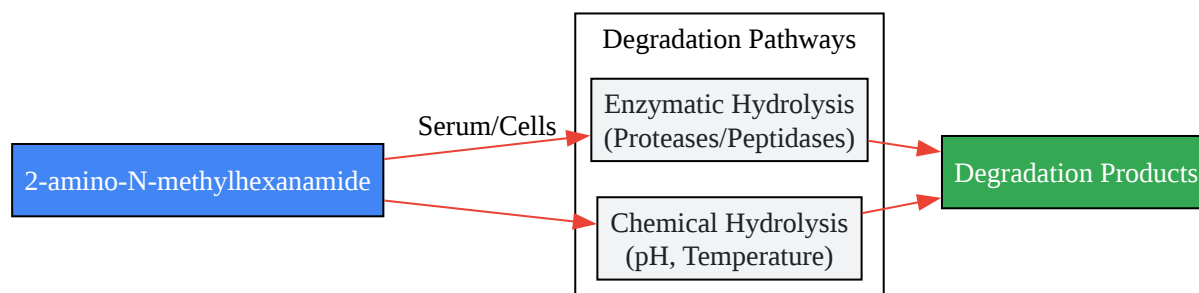 Degradation Pathways
Enzymatic Hydrolysis
(Proteases/Peptidases)
Serum/Cells
2-amino-N-methylhexanamide
Degradation Products
Chemical Hydrolysis
(pH, Temperature)